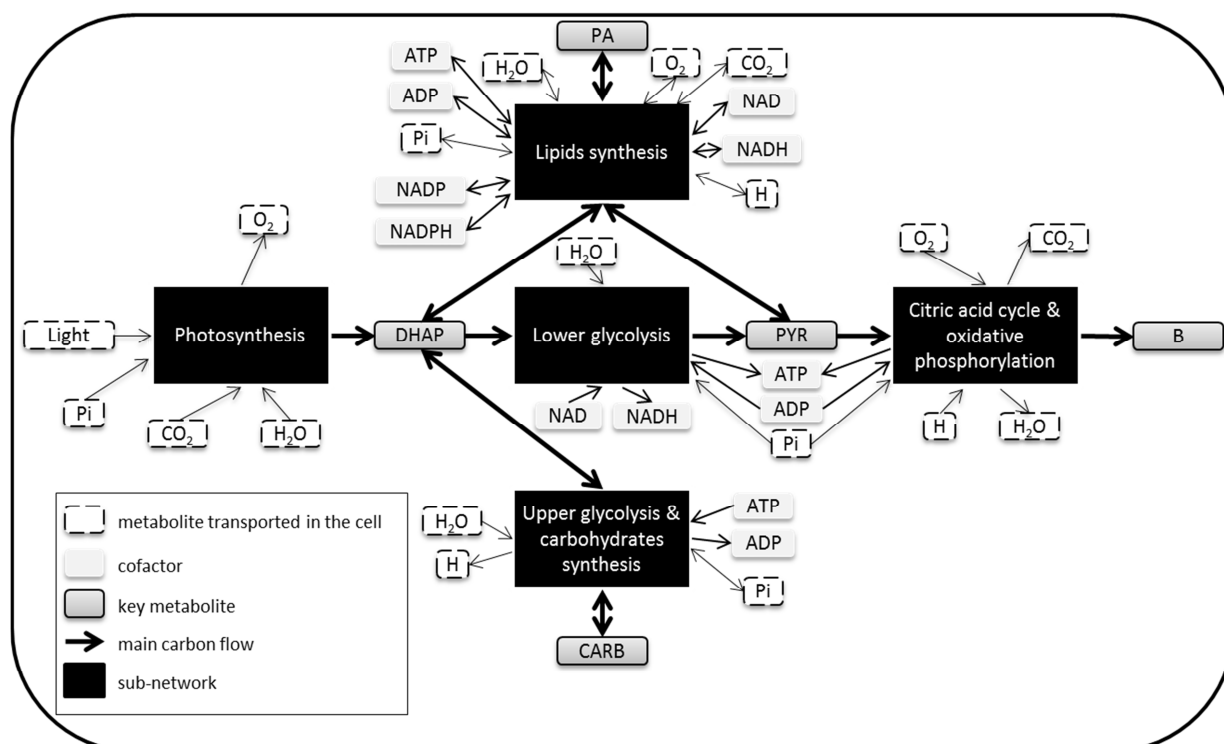 PA
ATP
H₂O
O₂
CO₂
ADP
NAD
Pi
Lipids synthesis
NADH
NADP
H
NADPH
O₂
H₂O
O₂
CO₂
Light
Photosynthesis
DHAP
Lower glycolysis
PYR
Citric acid cycle &
oxidative
phosphorylation
B
ATP
Pi
CO₂
H₂O
NAD
NADH
ADP
Pi
H
H₂O
H₂O
H
Upper glycolysis &
carbohydrates
synthesis
ATP
ADP
Pi
CARB
metabolite transported in the cell
cofactor
key metabolite
main carbon flow
sub-network